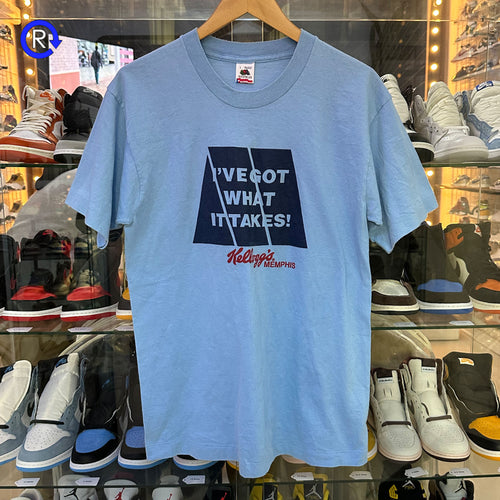 R
I'VE GOT
WHAT
IT TAKES!
Kellogg's
MEMPHIS